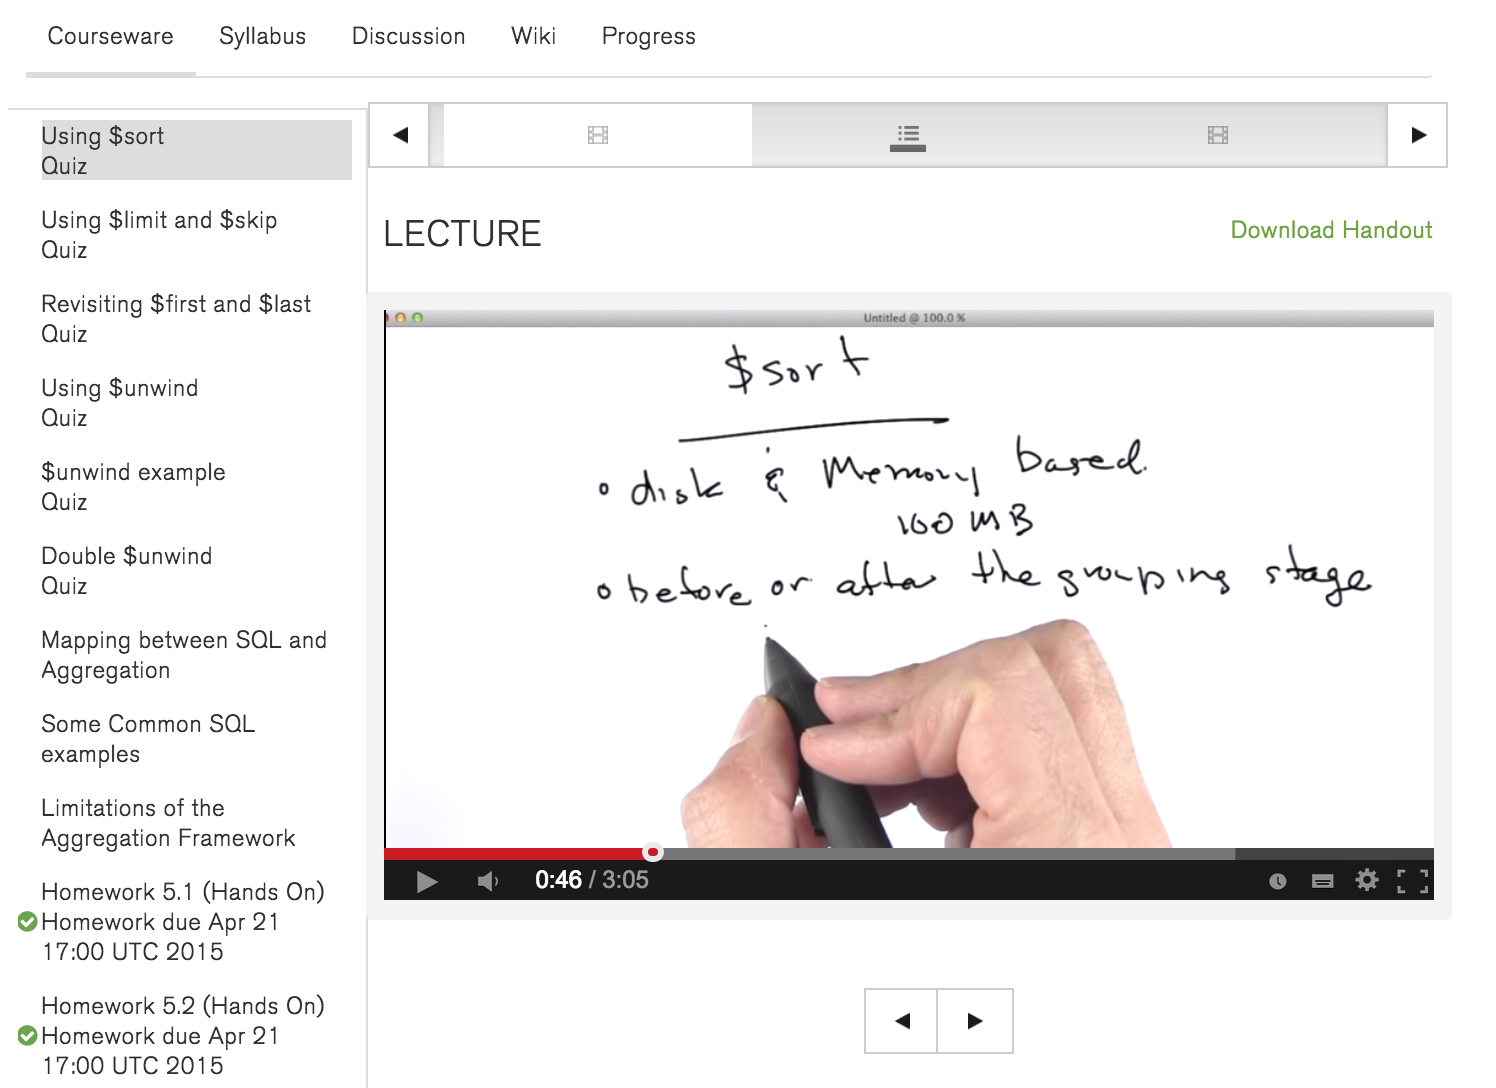 Courseware Syllabus Discussion Wiki Progress
Using $sort
Quiz
Using $limit and $skip
Quiz
Revisiting $first and $last
Quiz
Using $unwind
Quiz
$unwind example
Quiz
Double $unwind
Quiz
Mapping between SQL and
Aggregation
Some Common SQL
examples
Limitations of the
Aggregation Framework
Homework 5.1 (Hands On)
Homework due Apr 21
17:00 UTC 2015
Homework 5.2 (Hands On)
Homework due Apr 21
17:00 UTC 2015
LECTURE
Download Handout
Untitled @ 100.0 %
$sort
disk & Memory based.
100 MB
before or after the grouping stage
0:46 / 3:05